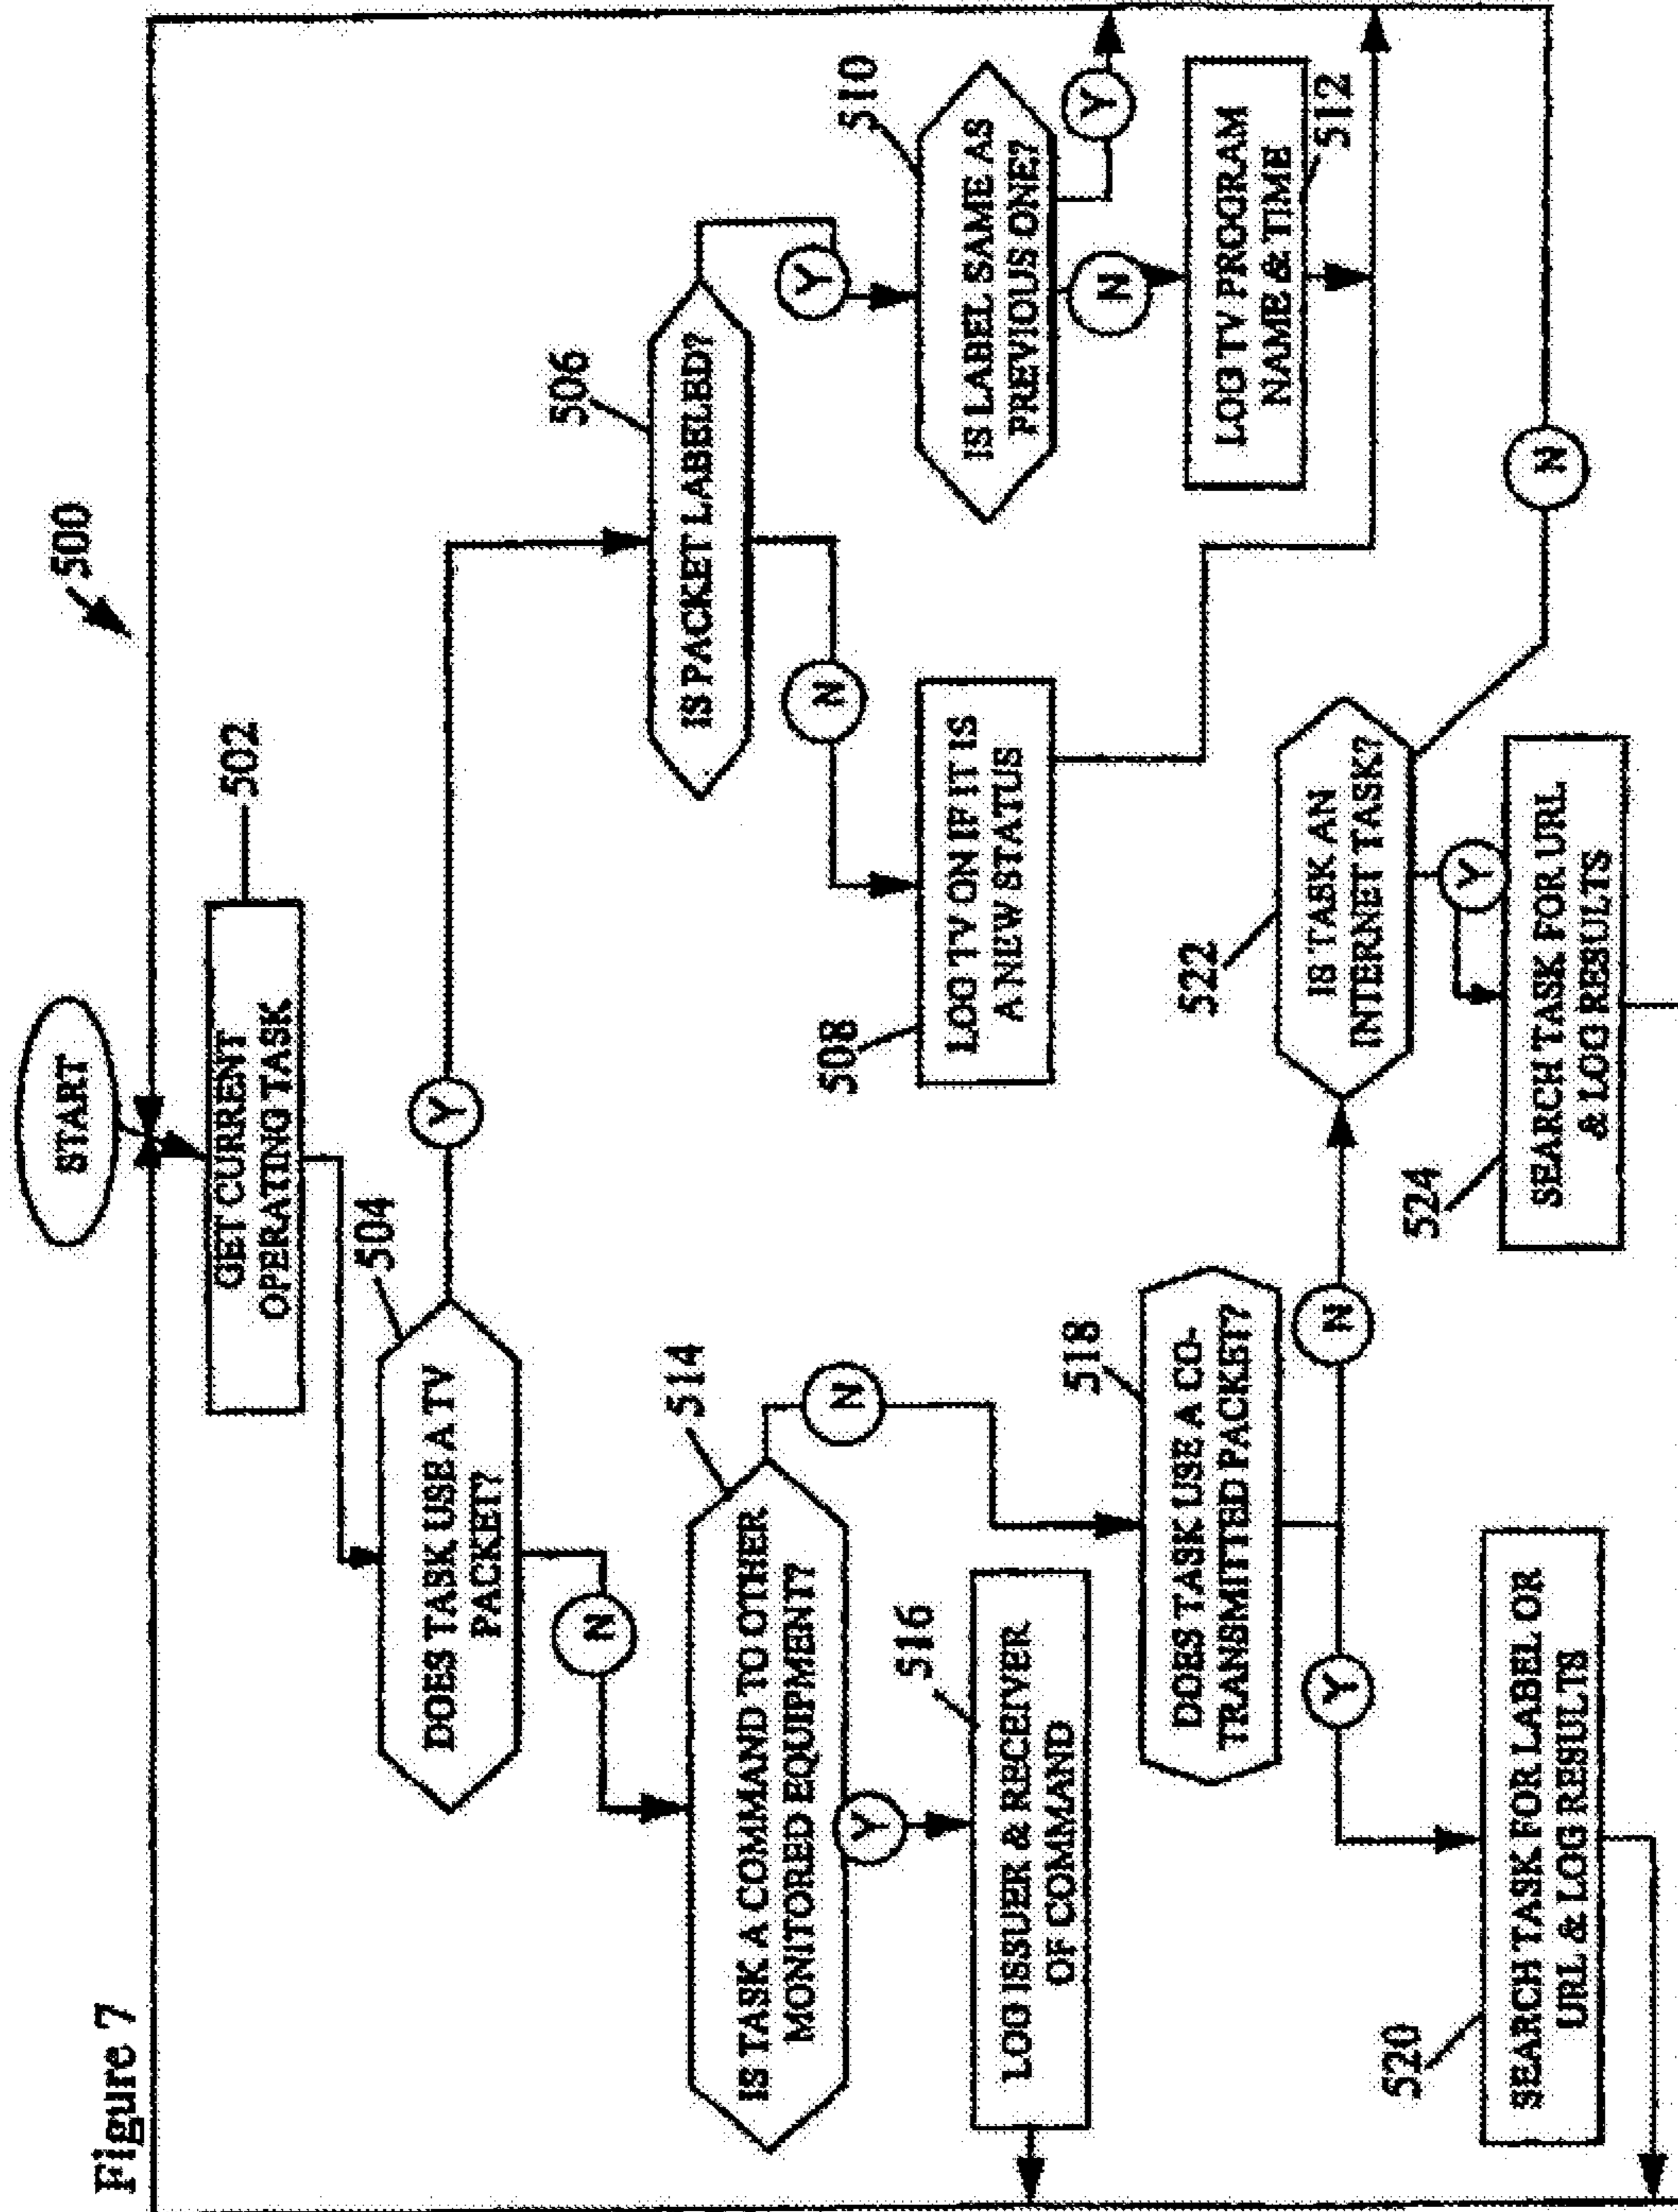 Figure 7
500
START
GET CURRENT
OPERATING TASK
502
504
DOES TASK USE A TV
PACKET?
Y
N
506
IS PACKET LABELED?
Y
N
514
IS TASK A COMMAND TO OTHER
MONITORED EQUIPMENT?
N
Y
508
LOG TV ON IF IT IS
A NEW STATUS
510
IS LABEL SAME AS
PREVIOUS ONE?
Y
N
516
LOG ISSUER & RECEIVER
OF COMMAND
518
DOES TASK USE A CO-
TRANSMITTED PACKET?
Y
N
LOG TV PROGRAM
NAME & TIME
512
522
IS TASK AN
INTERNET TASK?
Y
N
520
SEARCH TASK FOR LABEL OR
URL & LOG RESULTS
524
SEARCH TASK FOR URL
& LOG RESULTS